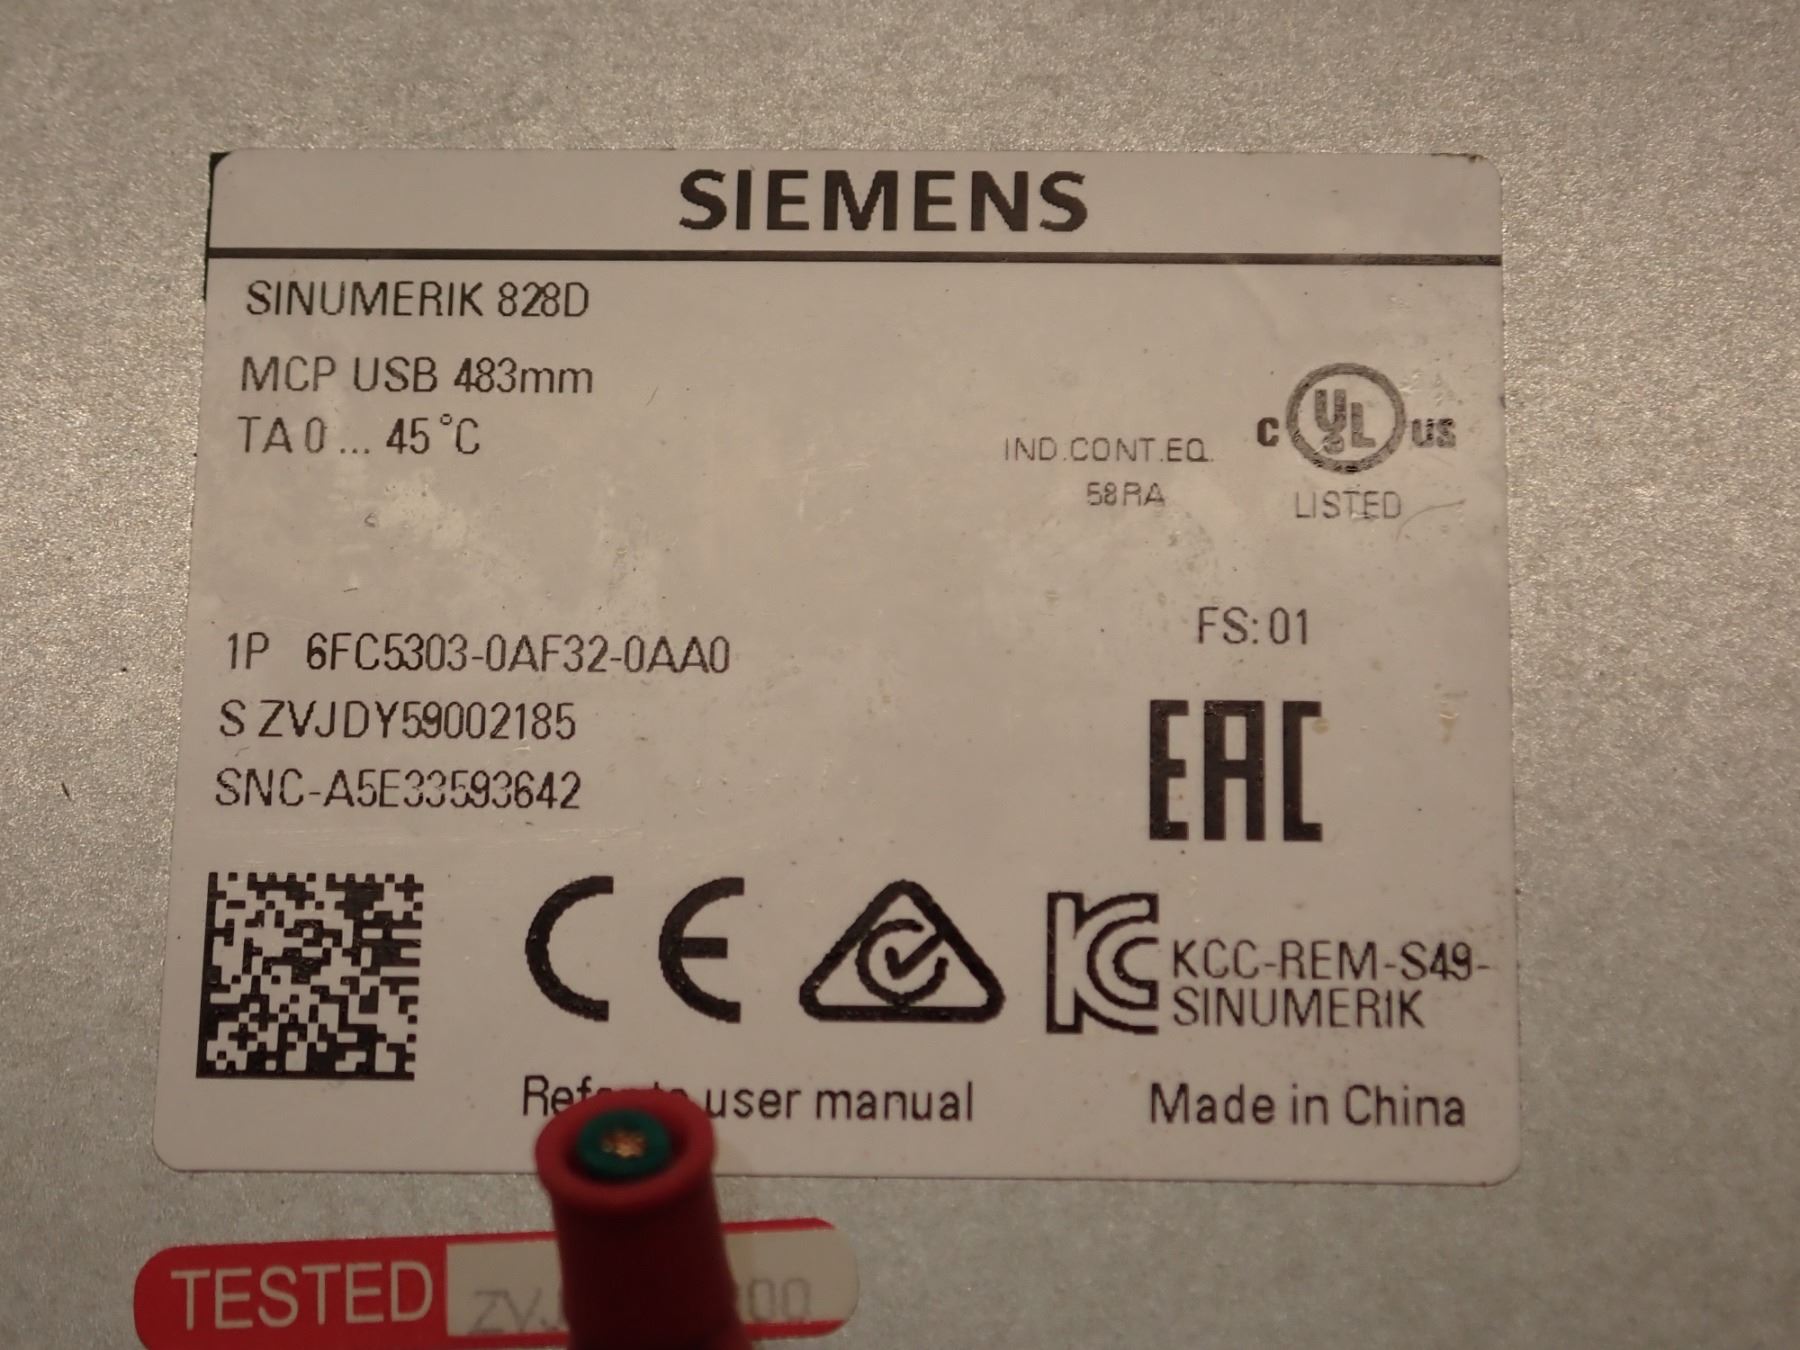 SIEMENS
SINUMERIK 828D
MCP USB 483mm
TA 0 ... 45 °C
IND.CONT.EQ.
58RA
C UL US
LISTED
1P 6FC5303-0AF32-0AA0
FS: 01
S ZVJDY59002185
SNC-A5E33593642
EAC
CE
KC KCC-REM-S49-
SINUMERIK
user manual
Made in China
TESTED